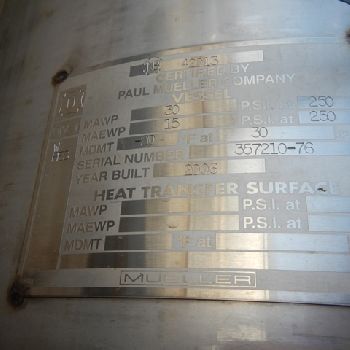 CERTIFIED BY
PAUL MUELLER COMPANY
VESSEL
MAWP 30 P.S.I. at 250
MAEWP 15 P.S.I. at 250
MDMT °F at 30
SERIAL NUMBER 357210-76
YEAR BUILT
HEAT TRANSFER SURFACE
MAWP P.S.I. at
MAEWP P.S.I. at
MDMT °F at
MUELLER